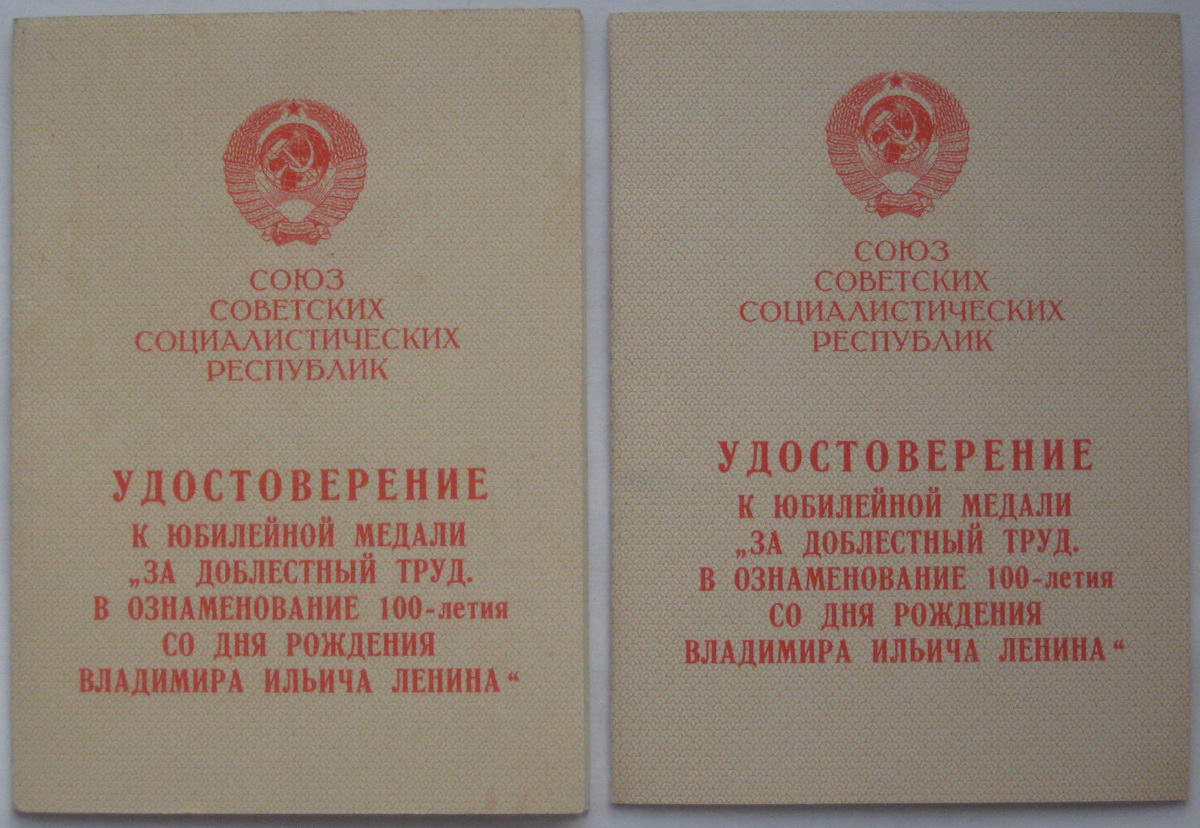 СОЮЗ
СОВЕТСКИХ
СОЦИАЛИСТИЧЕСКИХ
РЕСПУБЛИК
УДОСТОВЕРЕНИЕ
К ЮБИЛЕЙНОЙ МЕДАЛИ
„ЗА ДОБЛЕСТНЫЙ ТРУД.
В ОЗНАМЕНОВАНИЕ 100-летия
СО ДНЯ РОЖДЕНИЯ
ВЛАДИМИРА ИЛЬИЧА ЛЕНИНА“
СОЮЗ
СОВЕТСКИХ
СОЦИАЛИСТИЧЕСКИХ
РЕСПУБЛИК
УДОСТОВЕРЕНИЕ
К ЮБИЛЕЙНОЙ МЕДАЛИ
„ЗА ДОБЛЕСТНЫЙ ТРУД.
В ОЗНАМЕНОВАНИЕ 100-летия
СО ДНЯ РОЖДЕНИЯ
ВЛАДИМИРА ИЛЬИЧА ЛЕНИНА“